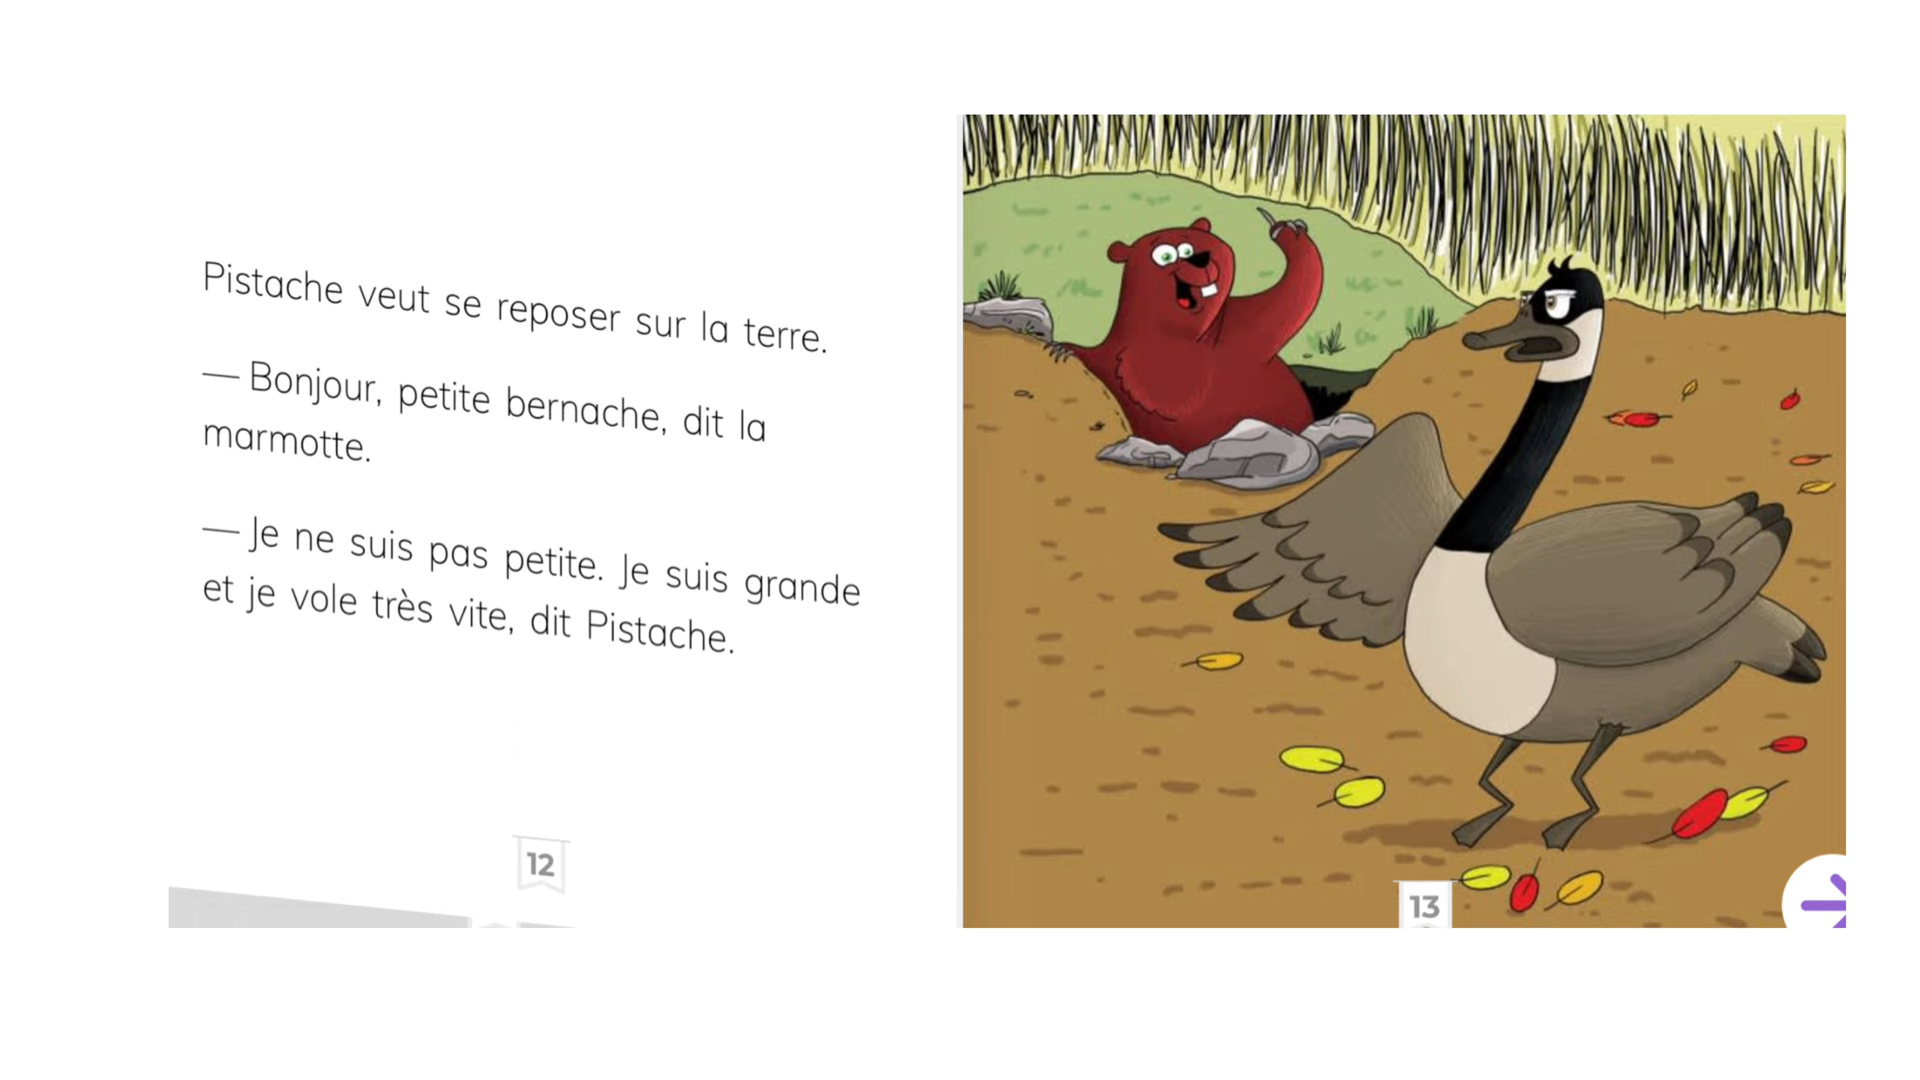 Pistache veut se reposer sur la terre.
— Bonjour, petite bernache, dit la
marmotte.
— Je ne suis pas petite. Je suis grande
et je vole très vite, dit Pistache.
12
13